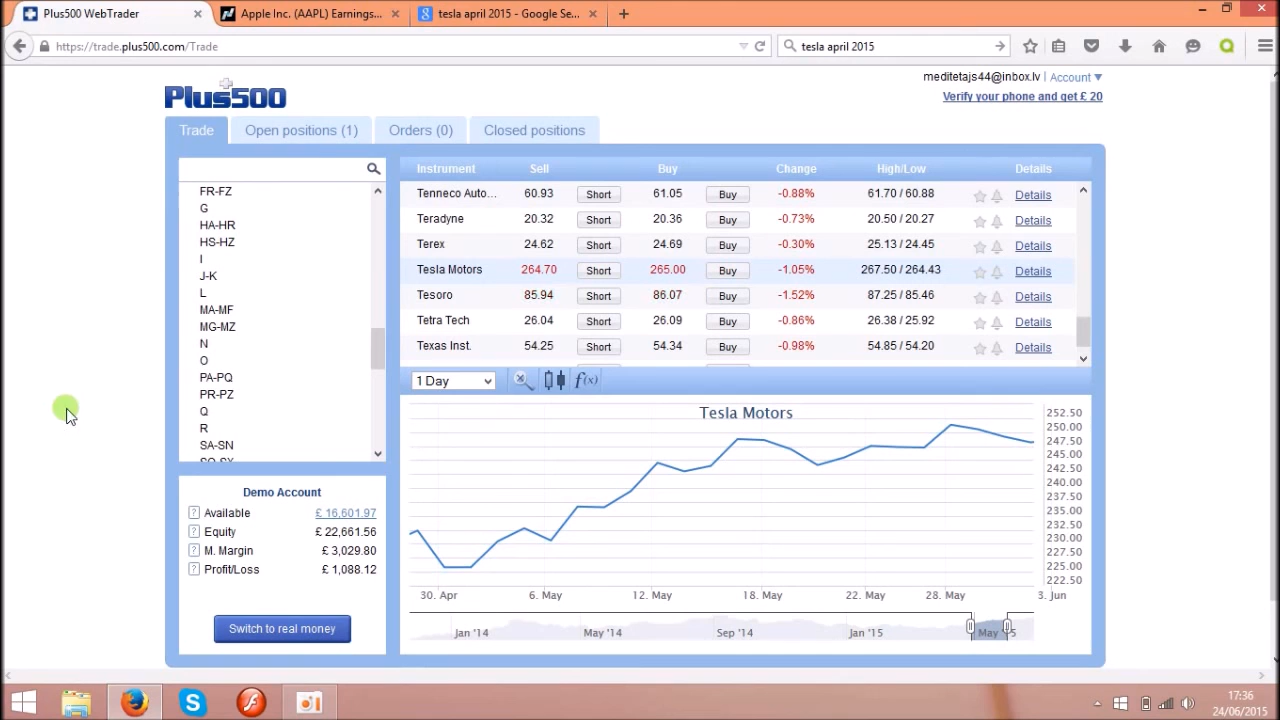 Plus500 WebTrader
Apple Inc. (AAPL) Earnings...
tesla april 2015 - Google Se...
https://trade.plus500.com/Trade
tesla april 2015
meditetajs44@inbox.lv
Account
Plus500
Verify your phone and get £ 20
Trade
Open positions (1)
Orders (0)
Closed positions
Instrument Sell Buy Change High/Low Details
FR-FZ
G
HA-HR
HS-HZ
I
J-K
L
MA-MF
MG-MZ
N
O
PA-PQ
PR-PZ
Q
R
SA-SN
SO-SY
Tenneco Auto... 60.93 Short 61.05 Buy -0.88% 61.70 / 60.88 Details
Teradyne 20.32 Short 20.36 Buy -0.73% 20.50 / 20.27 Details
Terex 24.62 Short 24.69 Buy -0.30% 25.13 / 24.45 Details
Tesla Motors 264.70 Short 265.00 Buy -1.05% 267.50 / 264.43 Details
Tesoro 85.94 Short 86.07 Buy -1.52% 87.25 / 85.46 Details
Tetra Tech 26.04 Short 26.09 Buy -0.86% 26.38 / 25.92 Details
Texas Inst. 54.25 Short 54.34 Buy -0.98% 54.85 / 54.20 Details
1 Day
f(x)
Tesla Motors
252.50
250.00
247.50
245.00
242.50
240.00
237.50
235.00
232.50
230.00
227.50
225.00
222.50
30. Apr 6. May 12. May 18. May 22. May 28. May 3. Jun
Jan '14 May '14 Sep '14 Jan '15 May '15
Demo Account
? Available £ 16,601.97
? Equity £ 22,661.56
? M. Margin £ 3,029.80
? Profit/Loss £ 1,088.12
Switch to real money
17:36
24/06/2015